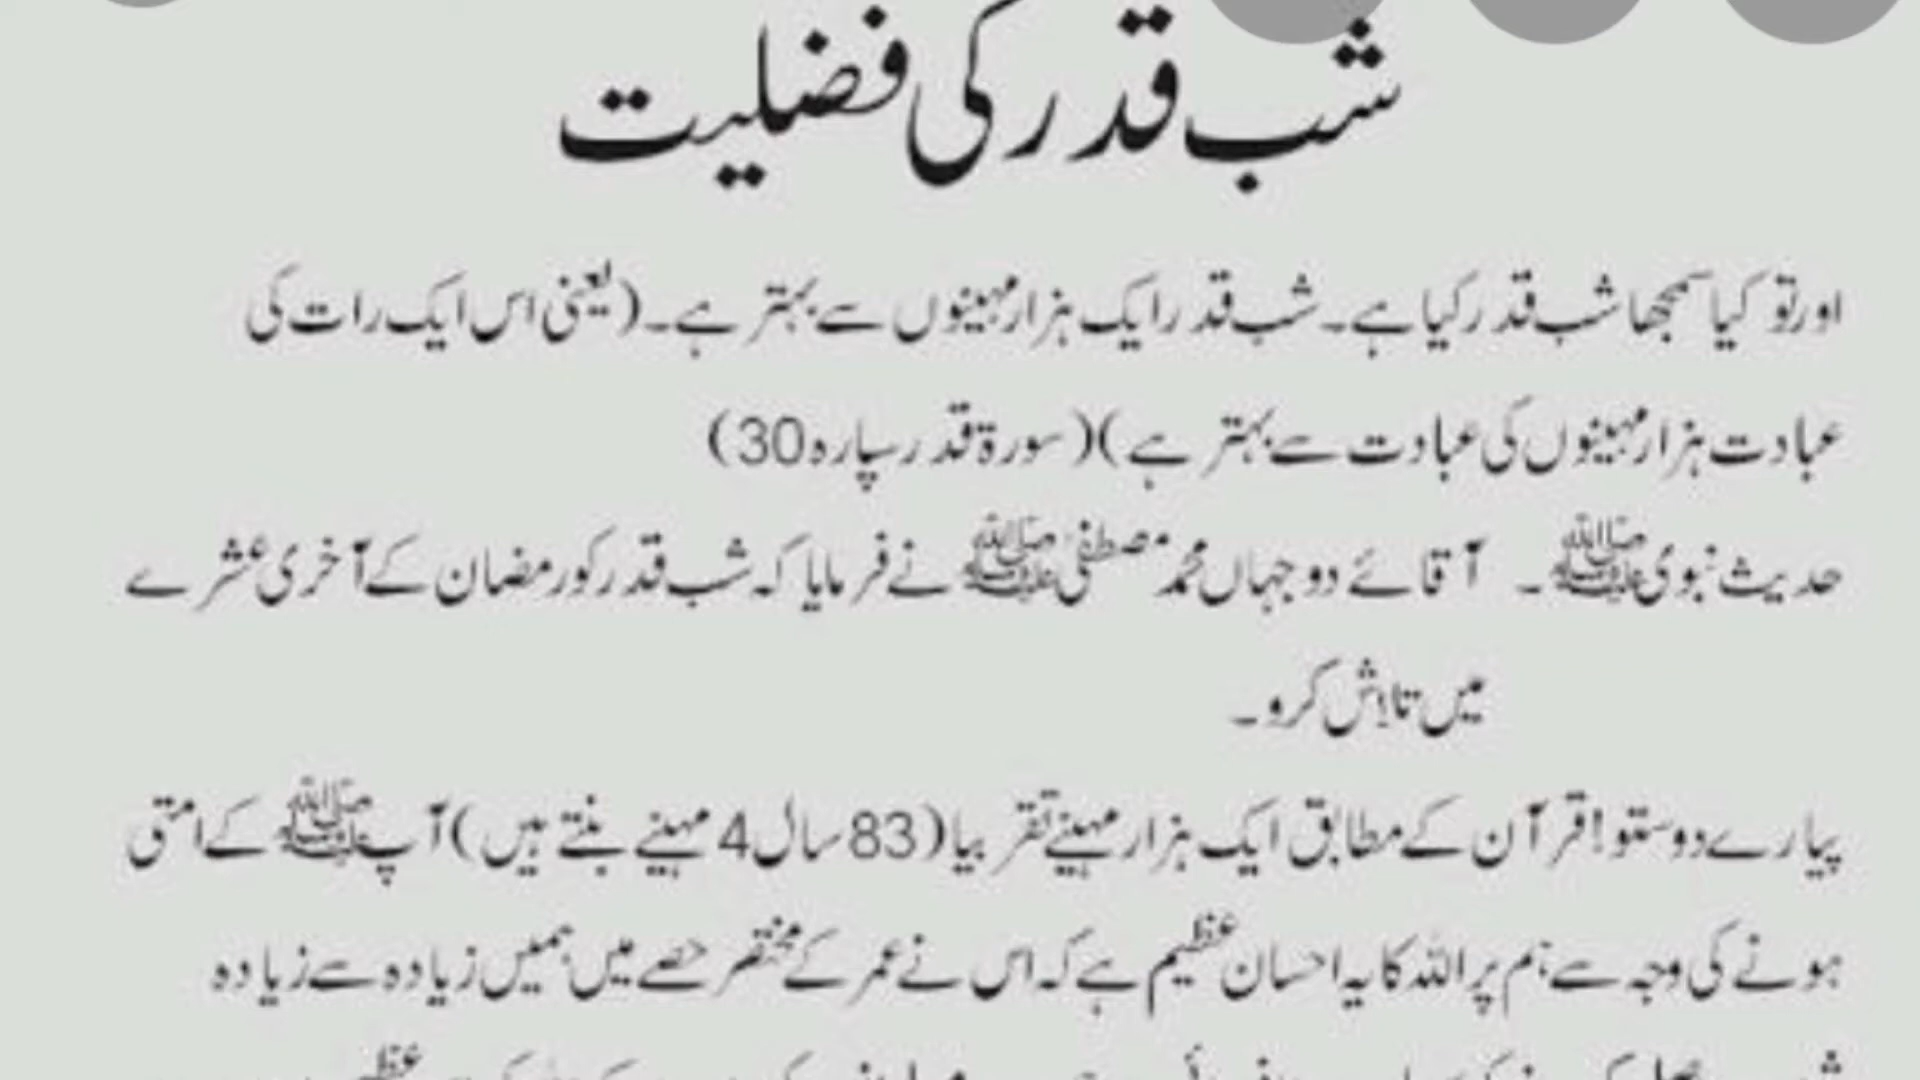 شب قدر کی فضلیت
اور تو کیا سمجھا شب قدر کیا ہے۔ شب قدر ایک ہزار مہینوں سے بہتر ہے۔ (یعنی اس ایک رات کی
عبادت ہزار مہینوں کی عبادت سے بہتر ہے)(سورۃ قدر سپارہ 30)
حدیث نبوی ﷺ ۔ آقائے دو جہاں محمد مصطفیٰ ﷺ نے فرمایا کہ شب قدر کو رمضان کے آخری عشرے
میں تلاش کرو۔
پیارے دوستو! قرآن کے مطابق ایک ہزار مہینے تقریبا (83 سال 4 مہینے بنتے ہیں) آپ ﷺ کے امتی
ہونے کی وجہ سے ہم پر اللہ کا یہ احسان عظیم ہے کہ اس نے عمر کے مختصر حصے میں ہمیں زیادہ سے زیادہ